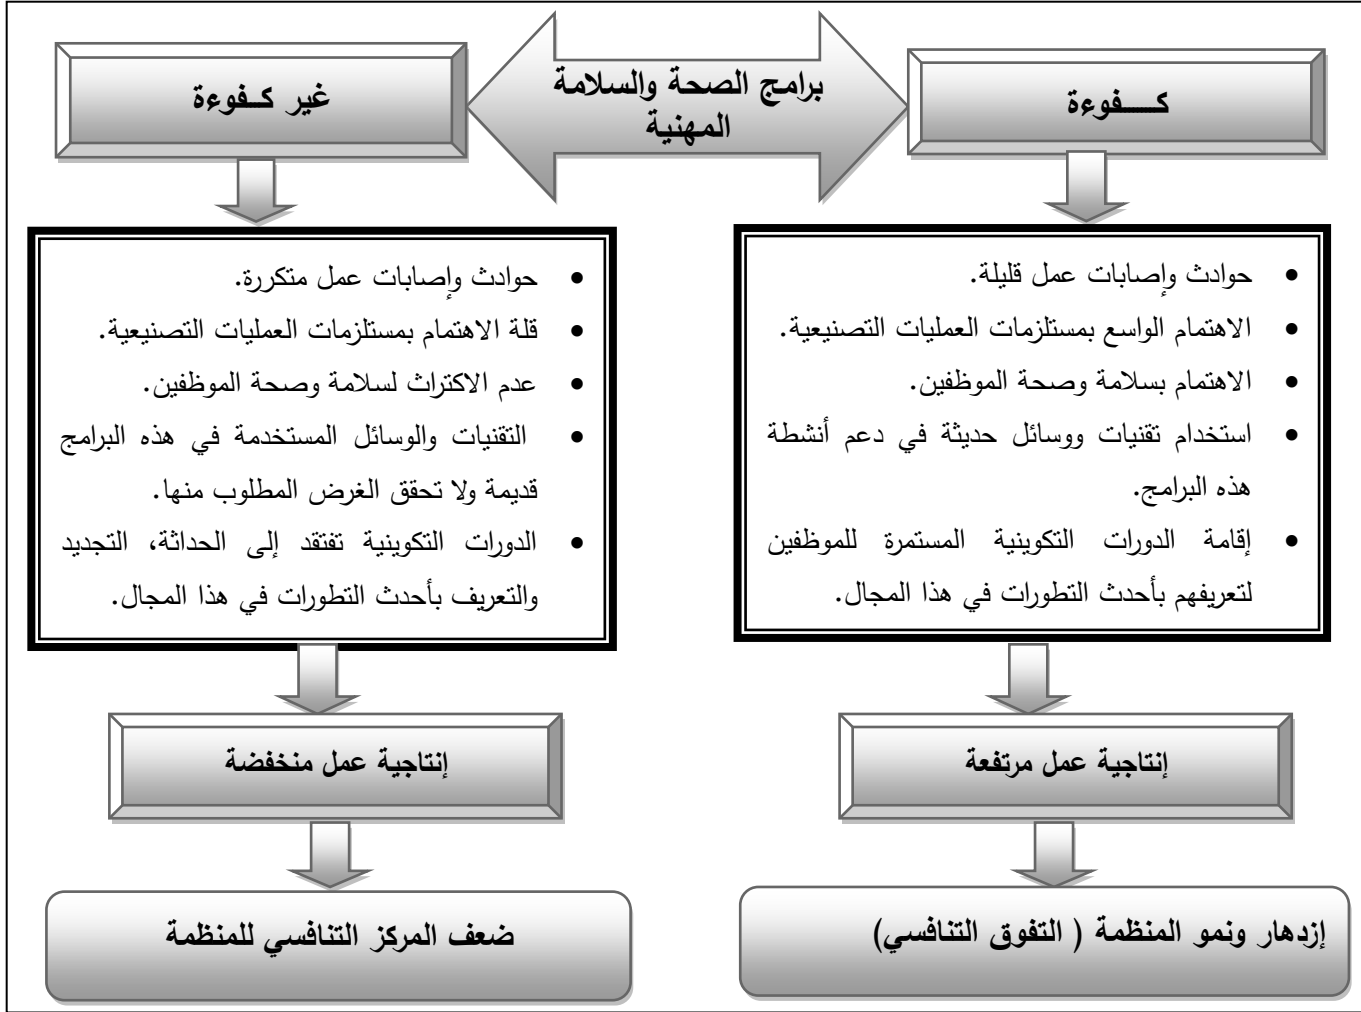 برامج الصحة والسلامة
المهنية
كـــفوءة
حوادث وإصابات عمل قليلة.
الاهتمام الواسع بمستلزمات العمليات التصنيعية.
الاهتمام بسلامة وصحة الموظفين.
استخدام تقنيات ووسائل حديثة في دعم أنشطة
هذه البرامج.
إقامة الدورات التكوينية المستمرة للموظفين
لتعريفهم بأحدث التطورات في هذا المجال.
إنتاجية عمل مرتفعة
إزدهار ونمو المنظمة ( التفوق التنافسي)
غير كـفوءة
حوادث وإصابات عمل متكررة.
قلة الاهتمام بمستلزمات العمليات التصنيعية.
عدم الاكتراث لسلامة وصحة الموظفين.
التقنيات والوسائل المستخدمة في هذه البرامج
قديمة ولا تحقق الغرض المطلوب منها.
الدورات التكوينية تفتقد إلى الحداثة، التجديد
والتعريف بأحدث التطورات في هذا المجال.
إنتاجية عمل منخفضة
ضعف المركز التنافسي للمنظمة